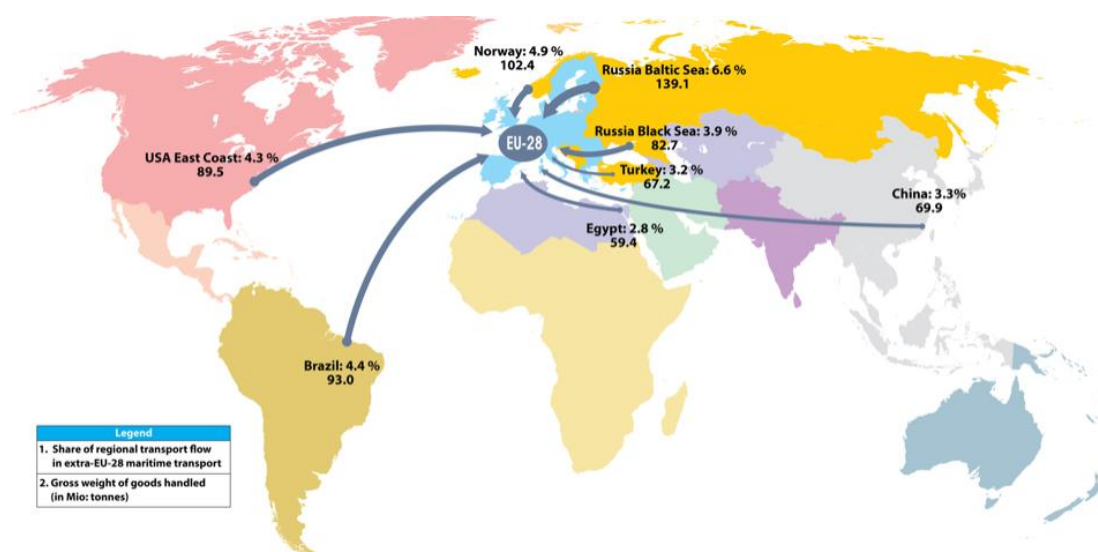 Norway: 4.9 %
102.4
Russia Baltic Sea: 6.6 %
139.1
EU-28
Russia Black Sea: 3.9 %
82.7
USA East Coast: 4.3 %
89.5
Turkey: 3.2 %
67.2
China: 3.3%
69.9
Egypt: 2.8 %
59.4
Brazil: 4.4 %
93.0
Legend
1. Share of regional transport flow
in extra-EU-28 maritime transport
2. Gross weight of goods handled
(in Mio: tonnes)